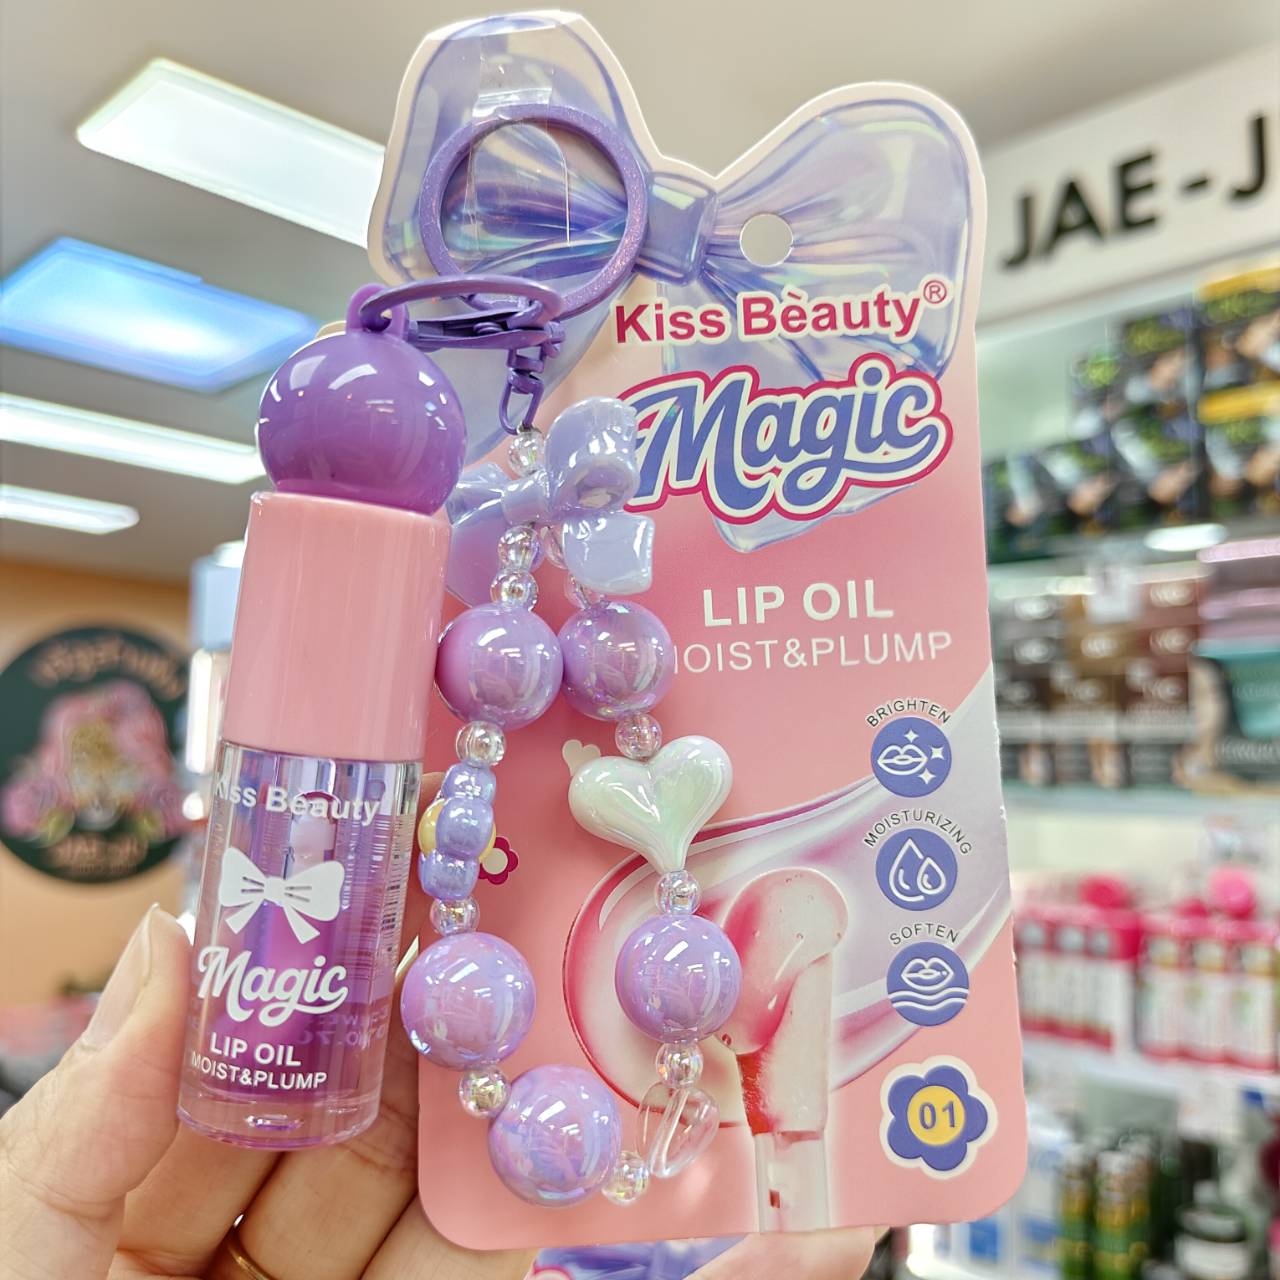 JAE-J
Kiss Bèauty®
Magic
LIP OIL
MOIST&PLUMP
BRIGHTEN
MOISTURIZING
SOFTEN
01
Kiss Beauty
Magic
LIP OIL
MOIST&PLUMP